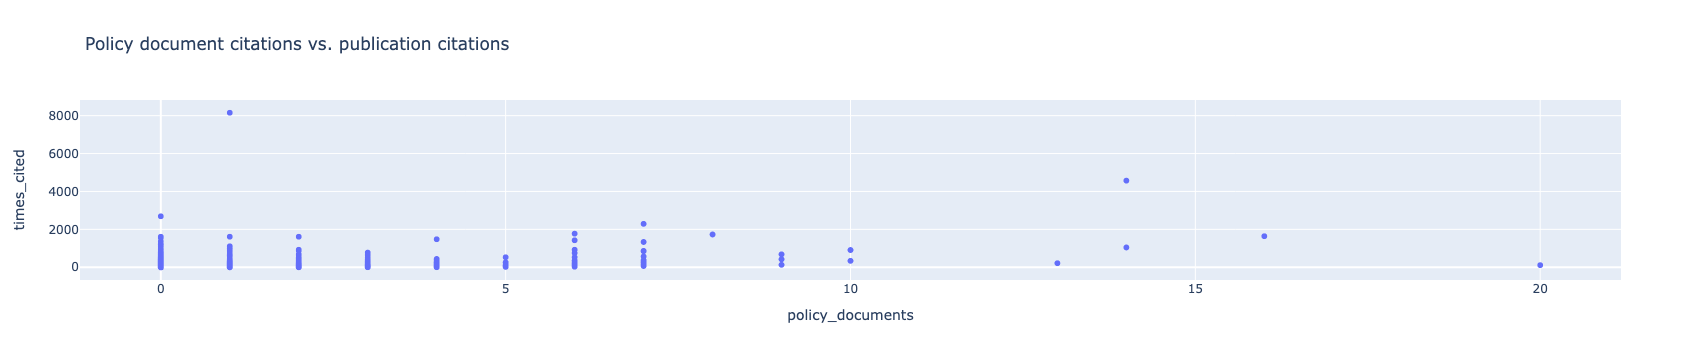 Policy document citations vs. publication citations
times_cited
8000
6000
4000
2000
0
0 5 10 15 20
policy_documents